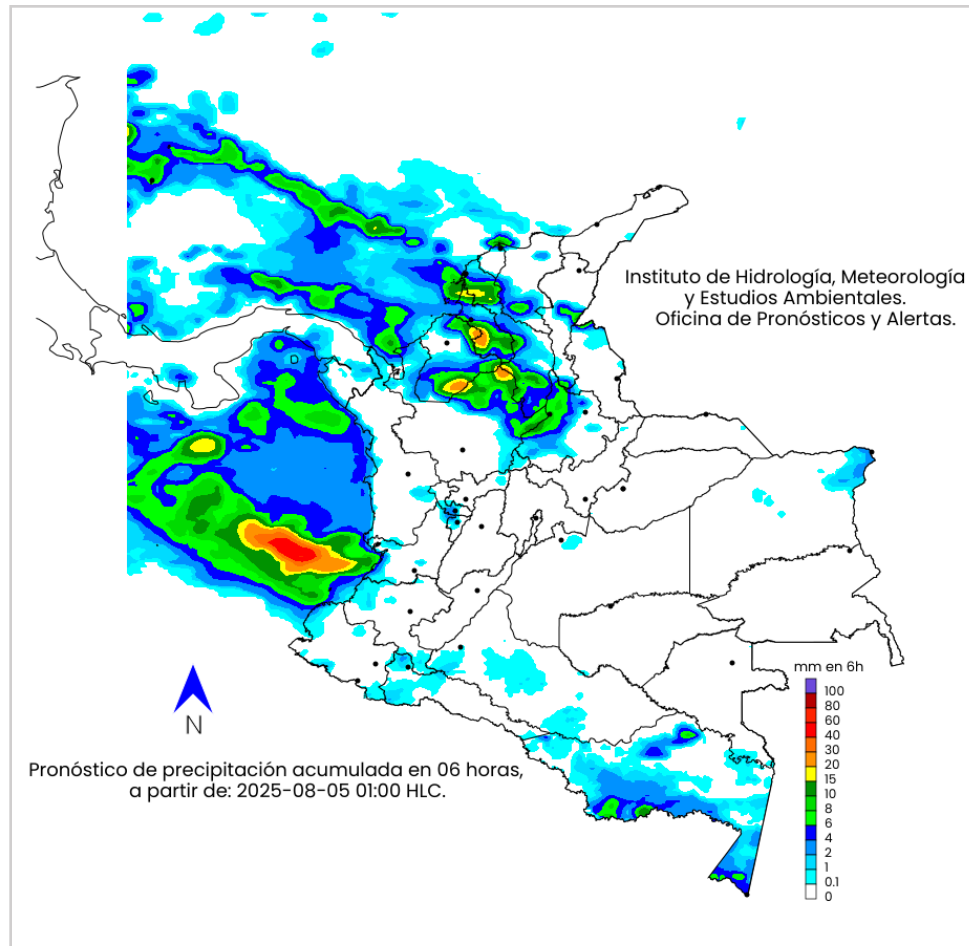 Instituto de Hidrología, Meteorología
y Estudios Ambientales.
Oficina de Pronósticos y Alertas.
mm en 6h
100
80
60
40
30
20
15
10
8
6
4
2
1
0.1
0
N
Pronóstico de precipitación acumulada en 06 horas,
a partir de: 2025-08-05 01:00 HLC.